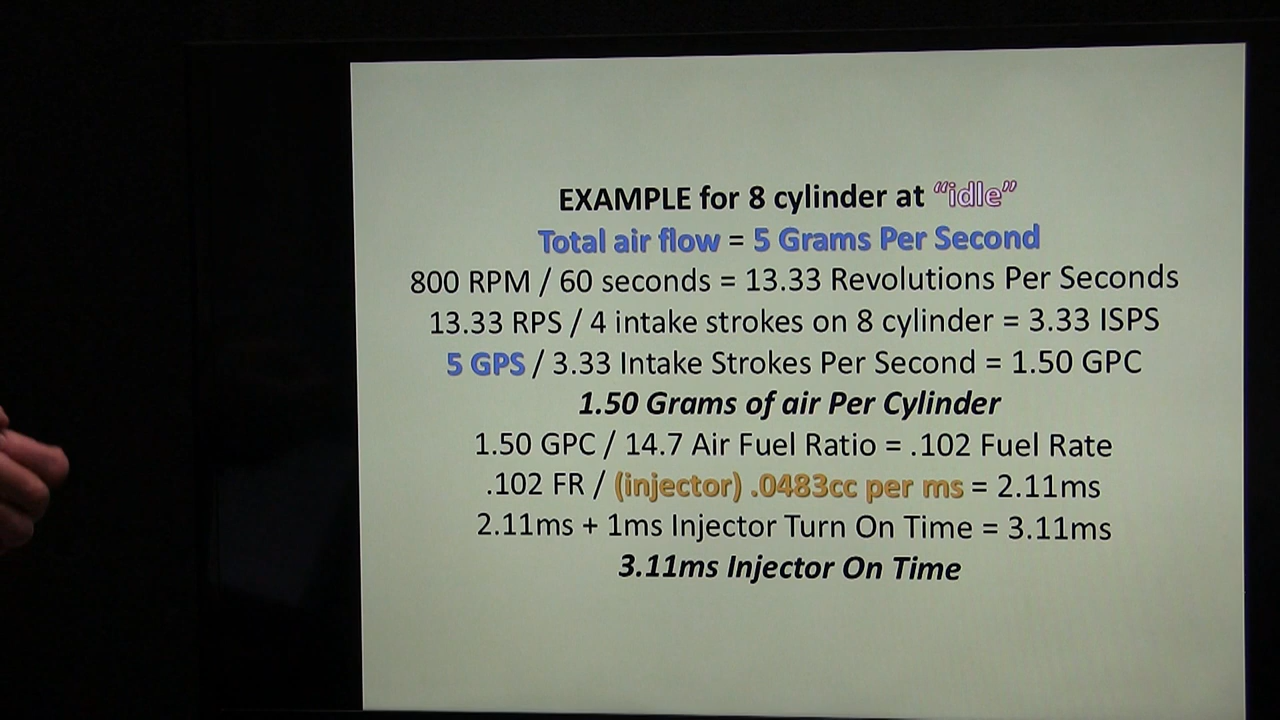 EXAMPLE for 8 cylinder at “idle”
Total air flow = 5 Grams Per Second
800 RPM / 60 seconds = 13.33 Revolutions Per Seconds
13.33 RPS / 4 intake strokes on 8 cylinder = 3.33 ISPS
5 GPS / 3.33 Intake Strokes Per Second = 1.50 GPC
1.50 Grams of air Per Cylinder
1.50 GPC / 14.7 Air Fuel Ratio = .102 Fuel Rate
.102 FR / (injector) .0483cc per ms = 2.11ms
2.11ms + 1ms Injector Turn On Time = 3.11ms
3.11ms Injector On Time